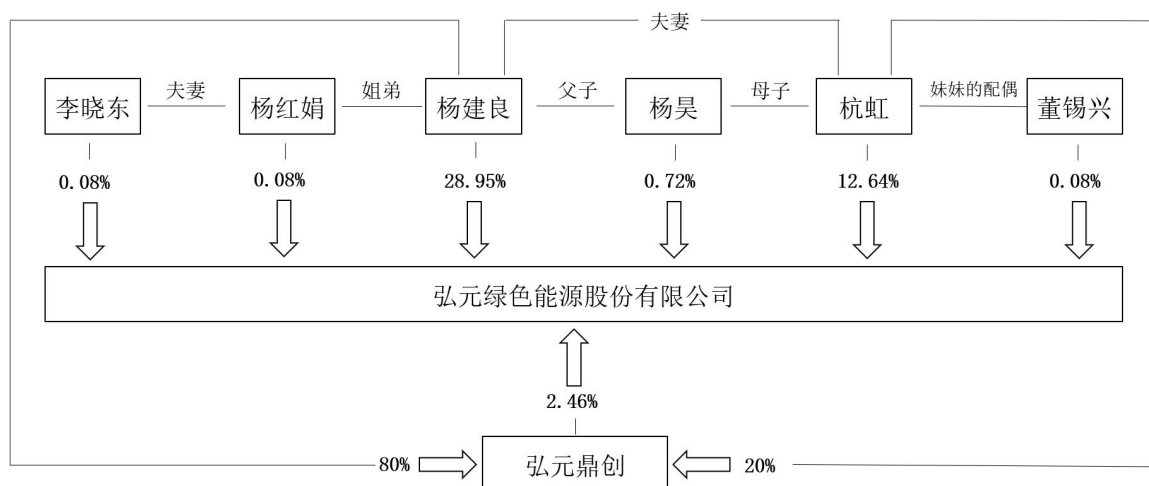 夫妻
李晓东
夫妻
杨红娟
姐弟
杨建良
父子
杨昊
母子
杭虹
妹妹的配偶
董锡兴
0.08%
0.08%
28.95%
0.72%
12.64%
0.08%
弘元绿色能源股份有限公司
2.46%
80%
弘元鼎创
20%